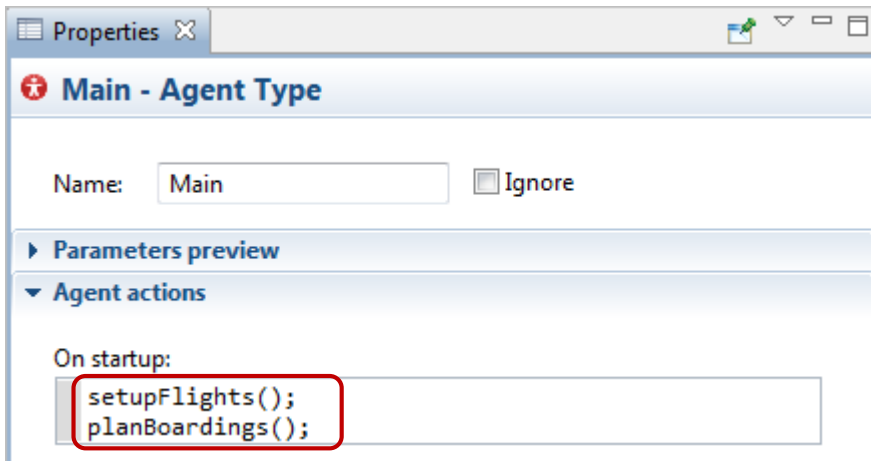 Properties
Main - Agent Type
Name: Main Ignore
Parameters preview
Agent actions
On startup:
setupFlights();
planBoardings();